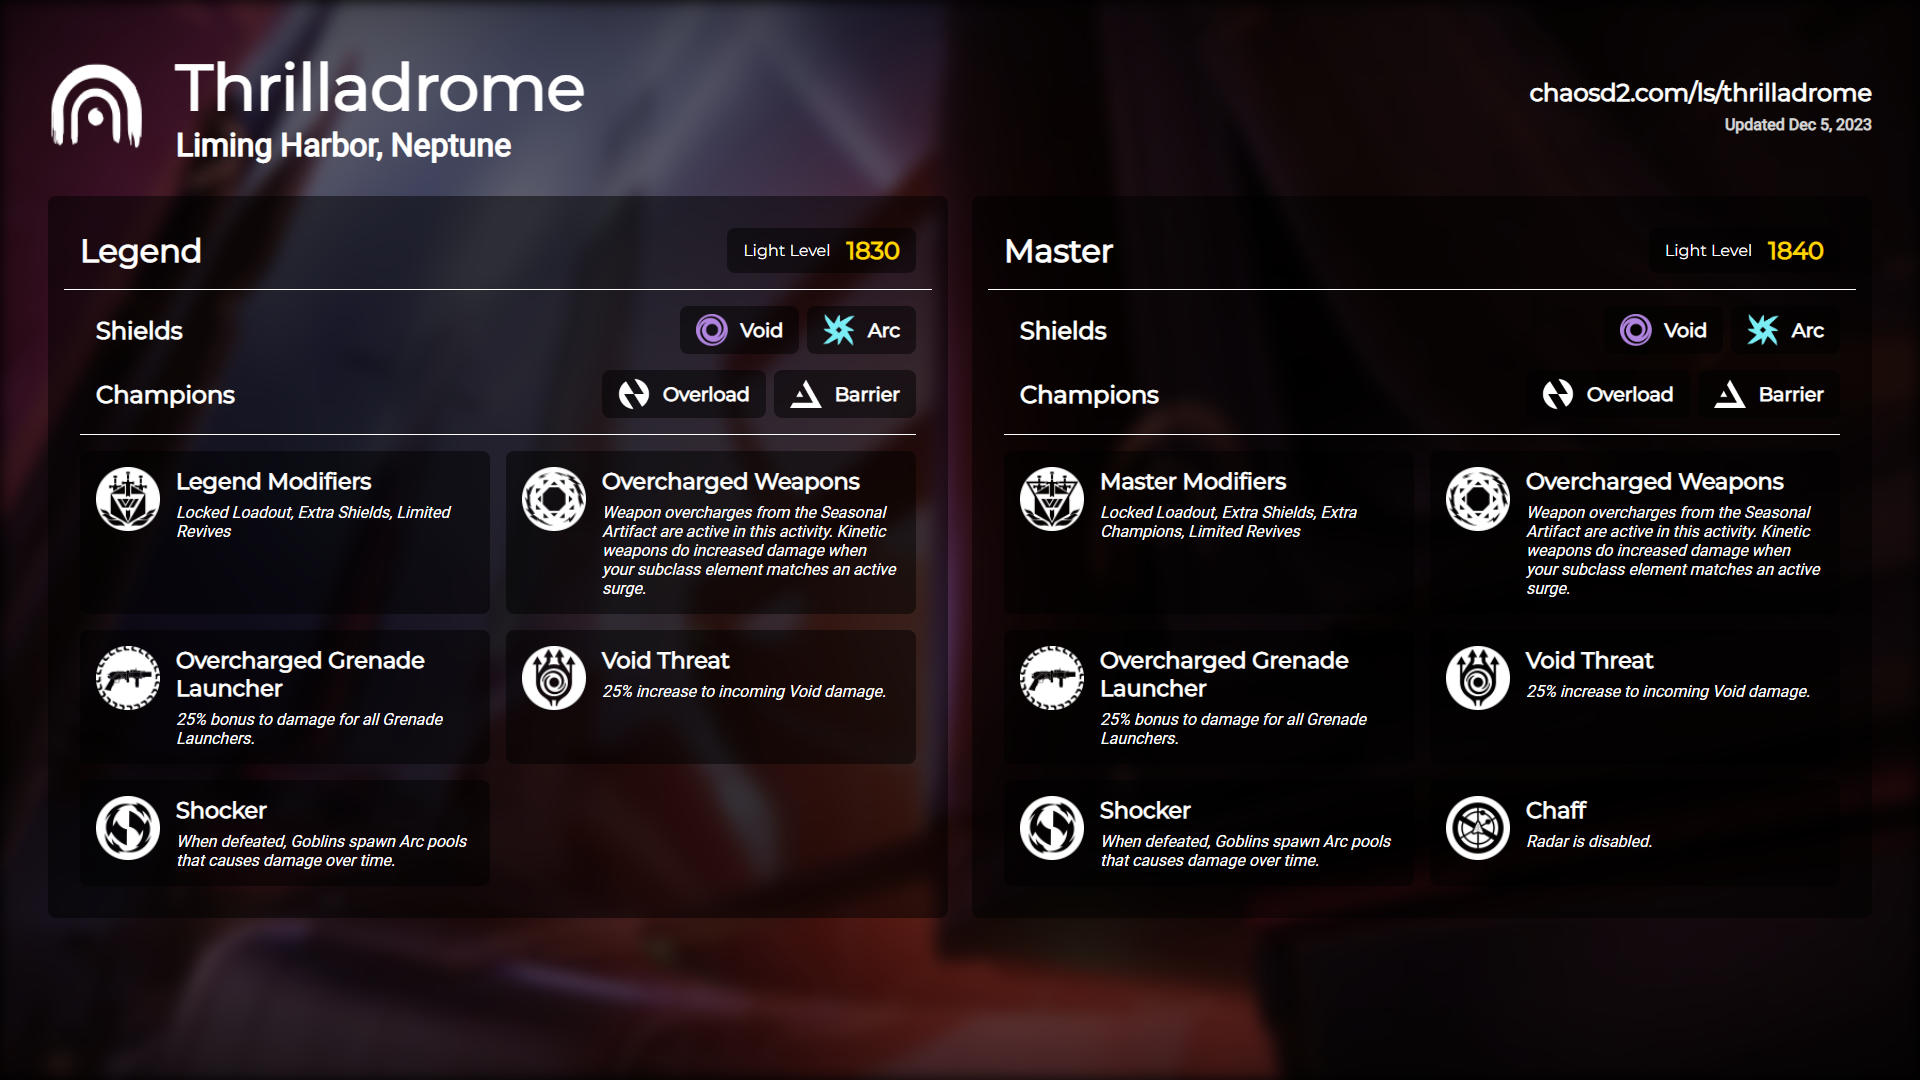 Thrilladrome
Liming Harbor, Neptune
chaosd2.com/ls/thrilladrome
Updated Dec 5, 2023
Legend
Light Level 1830
Shields
Void
Arc
Champions
Overload
Barrier
Legend Modifiers
Locked Loadout, Extra Shields, Limited
Revives
Overcharged Weapons
Weapon overcharges from the Seasonal
Artifact are active in this activity. Kinetic
weapons do increased damage when
your subclass element matches an active
surge.
Overcharged Grenade
Launcher
25% bonus to damage for all Grenade
Launchers.
Void Threat
25% increase to incoming Void damage.
Shocker
When defeated, Goblins spawn Arc pools
that causes damage over time.
Master
Light Level 1840
Shields
Void
Arc
Champions
Overload
Barrier
Master Modifiers
Locked Loadout, Extra Shields, Extra
Champions, Limited Revives
Overcharged Weapons
Weapon overcharges from the Seasonal
Artifact are active in this activity. Kinetic
weapons do increased damage when
your subclass element matches an active
surge.
Overcharged Grenade
Launcher
25% bonus to damage for all Grenade
Launchers.
Void Threat
25% increase to incoming Void damage.
Shocker
When defeated, Goblins spawn Arc pools
that causes damage over time.
Chaff
Radar is disabled.